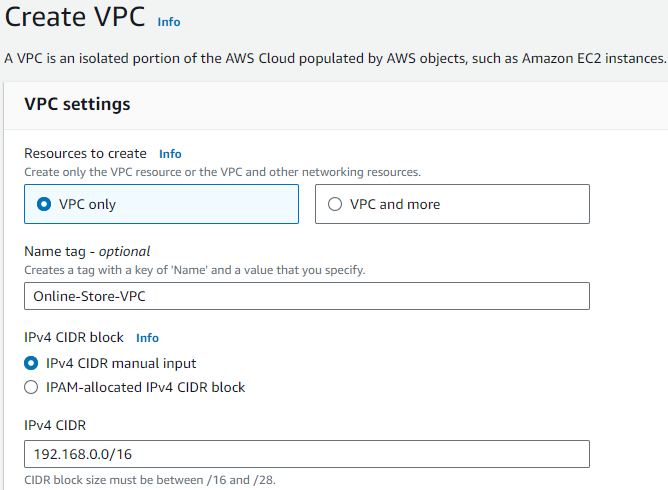 Create VPC Info
A VPC is an isolated portion of the AWS Cloud populated by AWS objects, such as Amazon EC2 instances.
VPC settings
Resources to create Info
Create only the VPC resource or the VPC and other networking resources.
VPC only
VPC and more
Name tag - optional
Creates a tag with a key of 'Name' and a value that you specify.
Online-Store-VPC
IPv4 CIDR block Info
IPv4 CIDR manual input
IPAM-allocated IPv4 CIDR block
IPv4 CIDR
192.168.0.0/16
CIDR block size must be between /16 and /28.